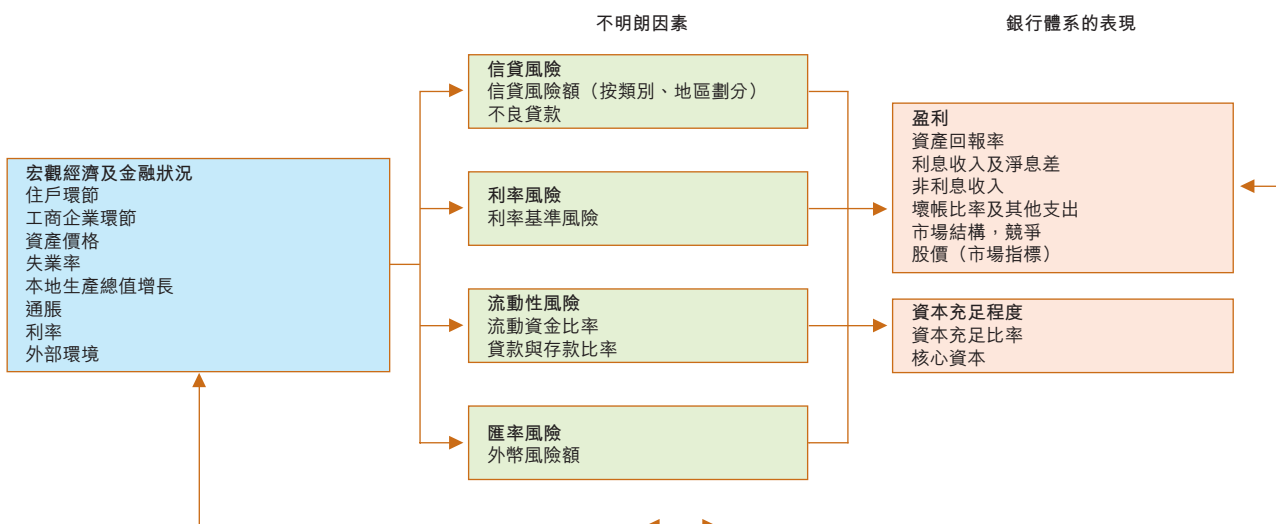 不明朗因素
銀行體系的表現
宏觀經濟及金融狀況
住戶環節
工商企業環節
資產價格
失業率
本地生產總值增長
通脹
利率
外部環境
信貸風險
信貸風險額（按類別、地區劃分）
不良貸款
利率風險
利率基準風險
流動性風險
流動資金比率
貸款與存款比率
匯率風險
外幣風險額
盈利
資產回報率
利息收入及淨息差
非利息收入
壞帳比率及其他支出
市場結構，競爭
股價（市場指標）
資本充足程度
資本充足比率
核心資本